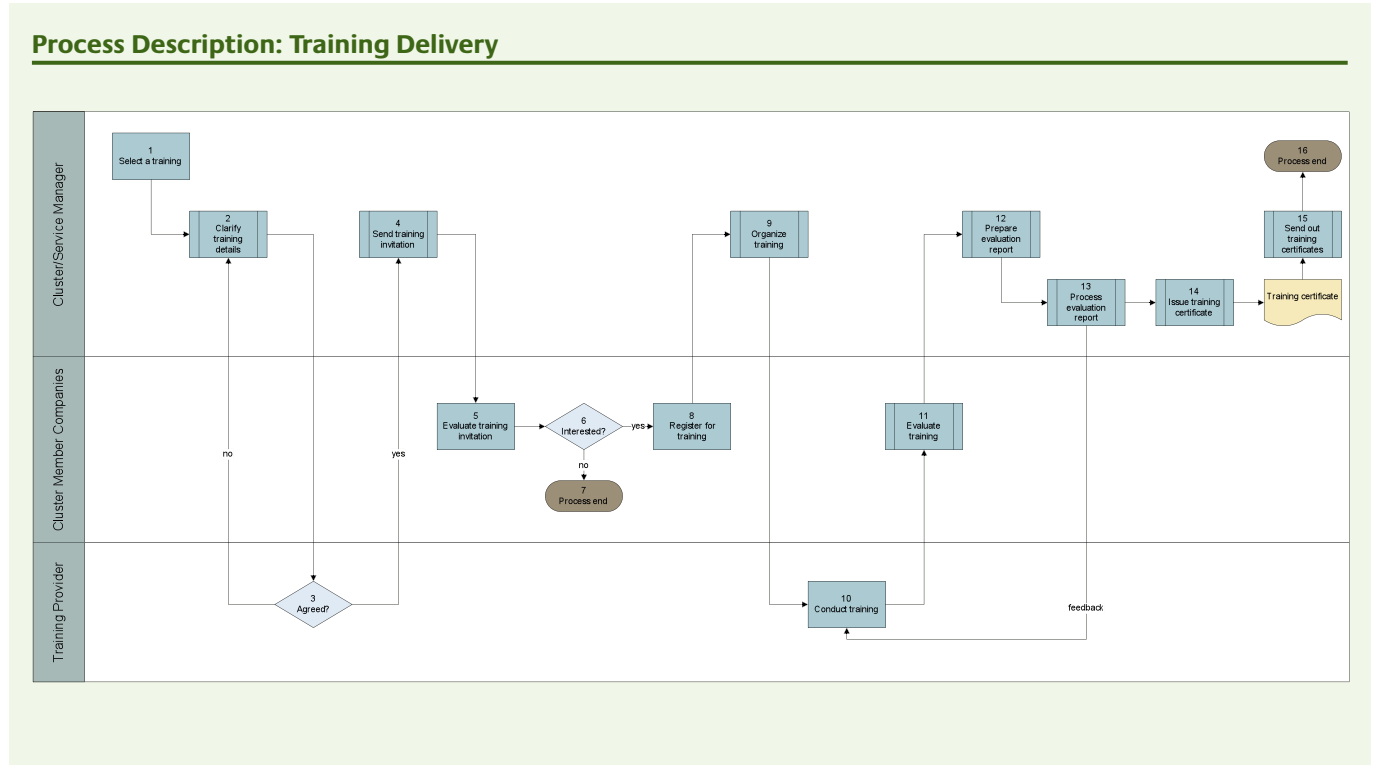 Process Description: Training Delivery
Cluster/Service Manager
1
Select a training
2
Clarify
training
details
4
Send training
invitation
9
Organize
training
12
Prepare
evaluation
report
13
Process
evaluation
report
14
Issue training
certificate
Training certificate
15
Send out
training
certificates
16
Process end
Cluster Member Companies
no
yes
5
Evaluate training
invitation
6
Interested?
yes
no
7
Process end
8
Register for
training
11
Evaluate
training
Training Provider
3
Agreed?
10
Conduct training
feedback